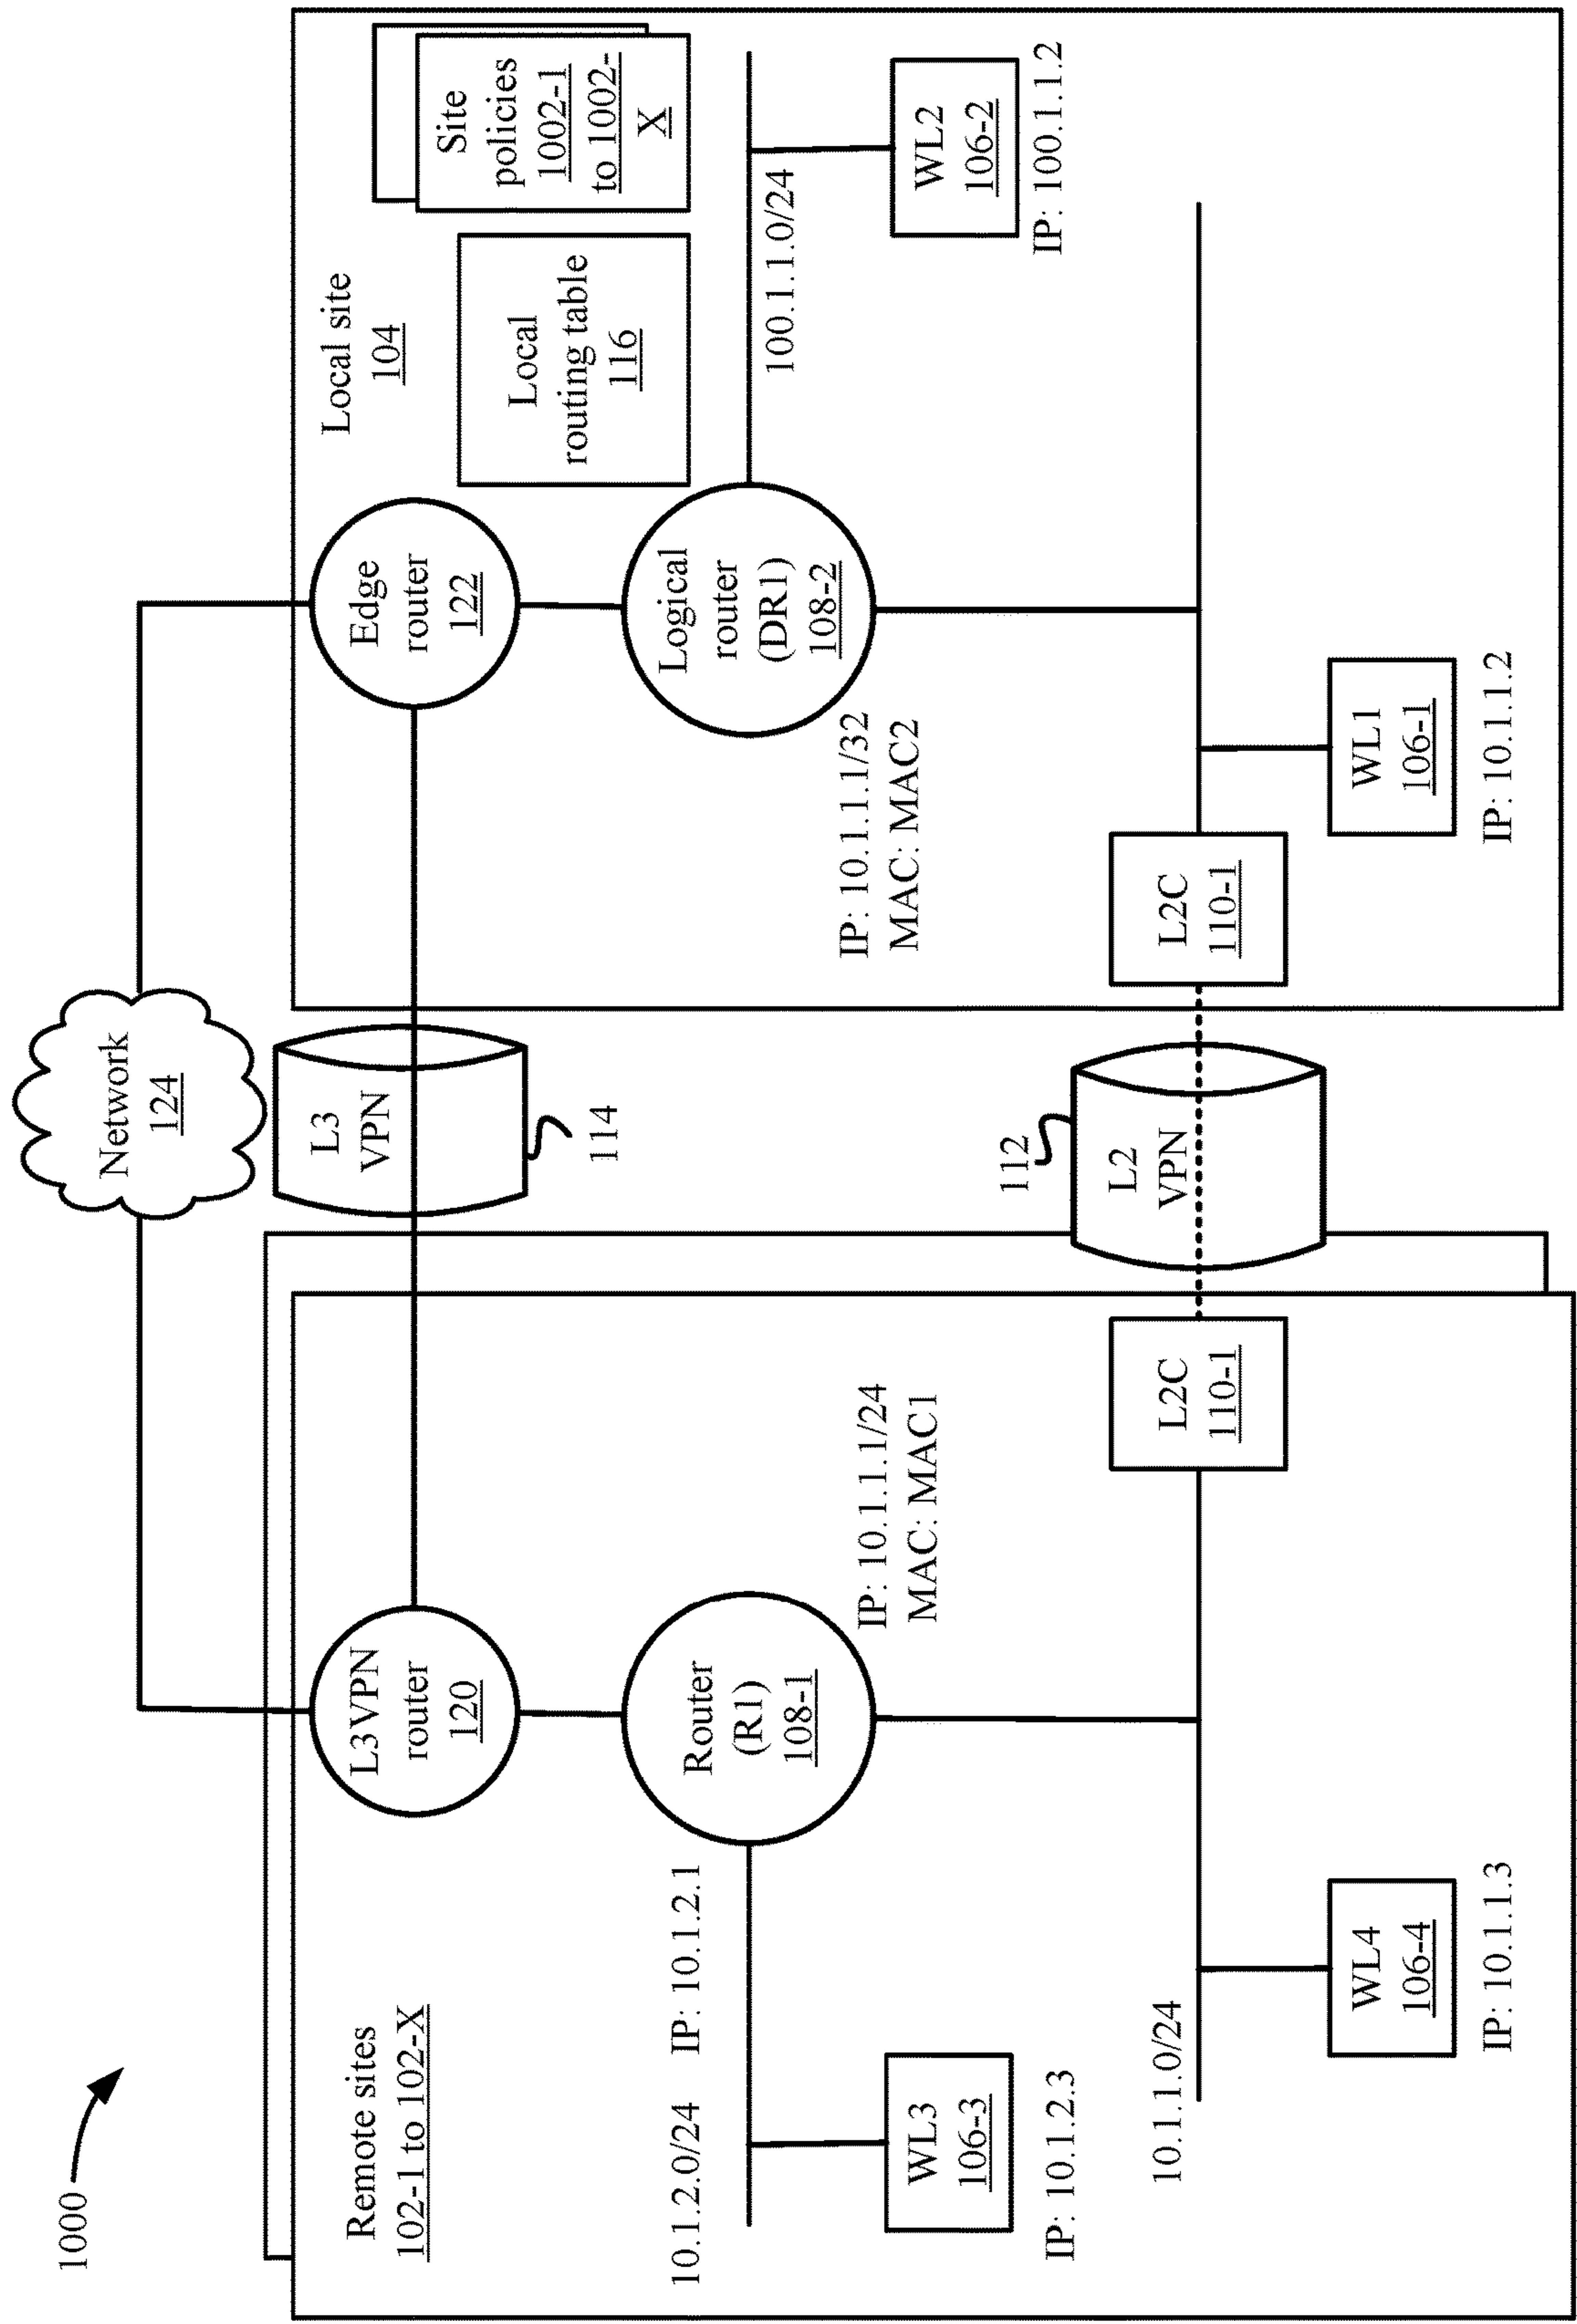 1000
Network
124
Remote sites
102-1 to 102-X
L3VPN
router
120
L3
VPN
114
Edge
router
122
Local site
104
Local
routing table
116
Site
policies
1002-1
to 1002-
X
10.1.2.0/24
IP: 10.1.2.1
Router
(R1)
108-1
WL3
106-3
IP: 10.1.2.3
IP: 10.1.1.1/24
MAC: MAC1
Logical
router
(DR1)
108-2
IP: 10.1.1.1/32
MAC: MAC2
100.1.1.0/24
WL2
106-2
IP: 100.1.1.2
10.1.1.0/24
L2C
110-1
112
L2
VPN
L2C
110-1
WL4
106-4
IP: 10.1.1.3
WL1
106-1
IP: 10.1.1.2